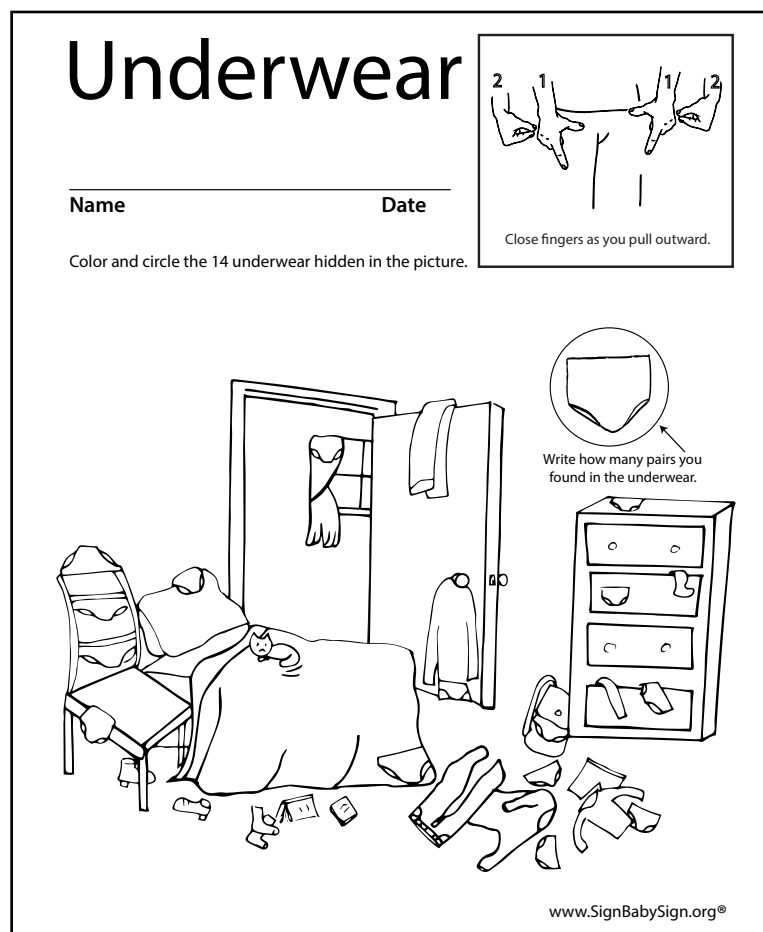 Underwear
2 1 1 2
Close fingers as you pull outward.
Name Date
Color and circle the 14 underwear hidden in the picture.
Write how many pairs you
found in the underwear.
www.SignBabySign.org®